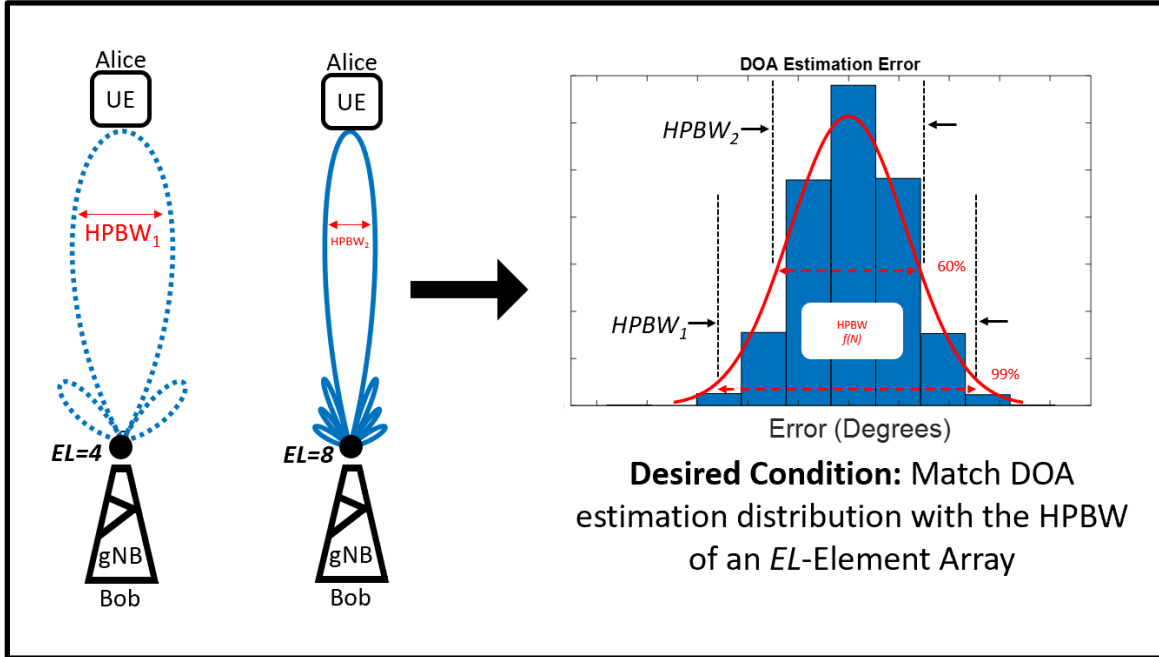 Alice
UE
HPBW1
EL=4
gNB
Bob
Alice
UE
HPBW2
EL=8
gNB
Bob
DOA Estimation Error
HPBW2
60%
HPBW1
HPBW
f(N)
99%
Error (Degrees)
Desired Condition: Match DOA
estimation distribution with the HPBW
of an EL-Element Array